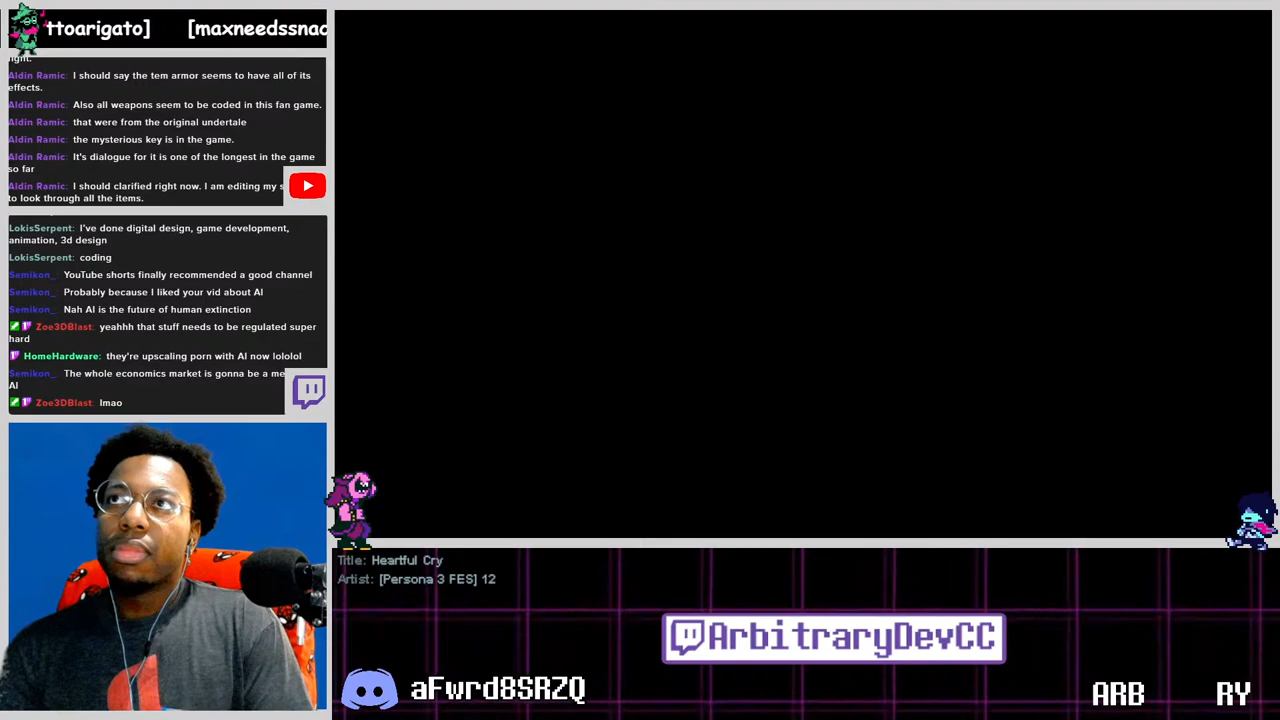 ttoarigato] [maxneedssnac
light.
Aldin Ramic: I should say the tem armor seems to have all of its
effects.
Aldin Ramic: Also all weapons seem to be coded in this fan game.
Aldin Ramic: that were from the original undertale
Aldin Ramic: the mysterious key is in the game.
Aldin Ramic: It's dialogue for it is one of the longest in the game
so far
Aldin Ramic: I should clarified right now. I am editing my s
to look through all the items.
LokisSerpent: I've done digital design, game development,
animation, 3d design
LokisSerpent: coding
Semikon_: YouTube shorts finally recommended a good channel
Semikon_: Probably because I liked your vid about AI
Semikon_: Nah AI is the future of human extinction
Zoe3DBlast: yeahhh that stuff needs to be regulated super
hard
HomeHardware: they're upscaling porn with AI now lololol
Semikon_: The whole economics market is gonna be a me
AI
Zoe3DBlast: lmao
Title: Heartful Cry
Artist: [Persona 3 FES] 12
@ArbitraryDevCC
aFwrd8SRZQ
ARB RY